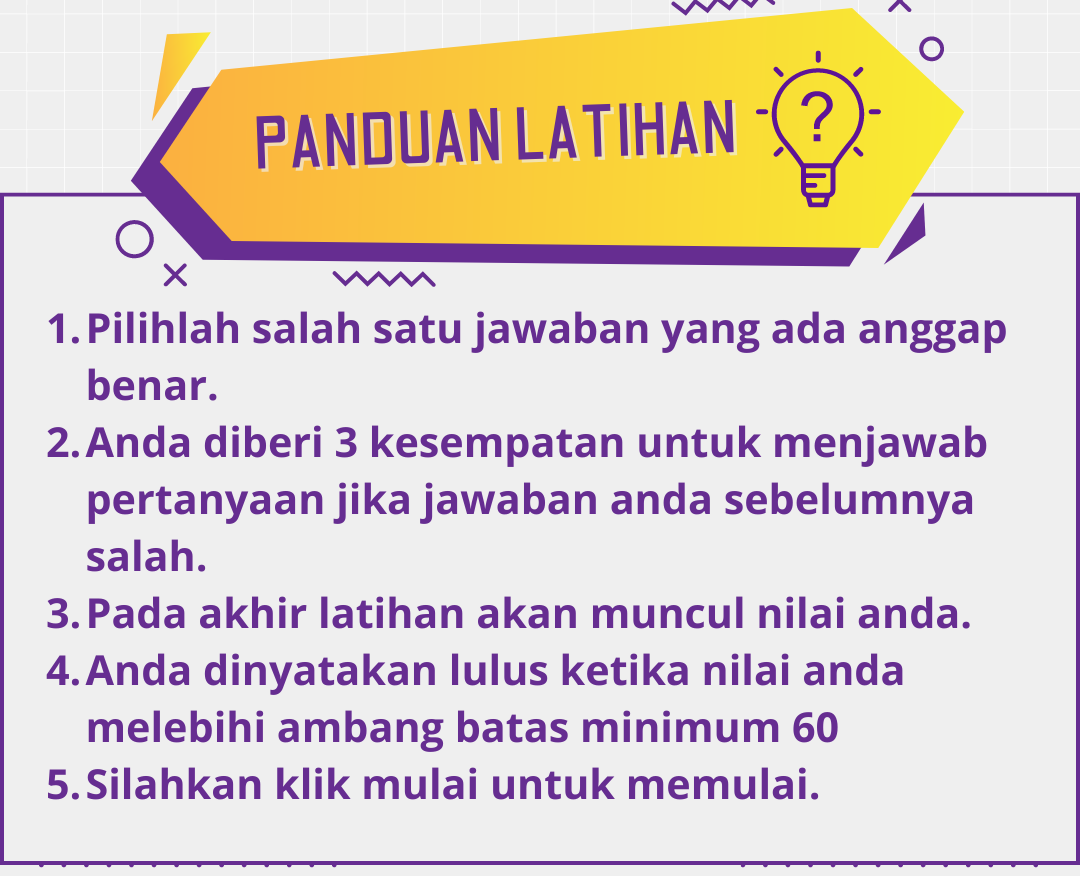 PANDUAN LATIHAN
?
1. Pilihlah salah satu jawaban yang ada anggap
benar.
2. Anda diberi 3 kesempatan untuk menjawab
pertanyaan jika jawaban anda sebelumnya
salah.
3. Pada akhir latihan akan muncul nilai anda.
4. Anda dinyatakan lulus ketika nilai anda
melebihi ambang batas minimum 60
5. Silahkan klik mulai untuk memulai.